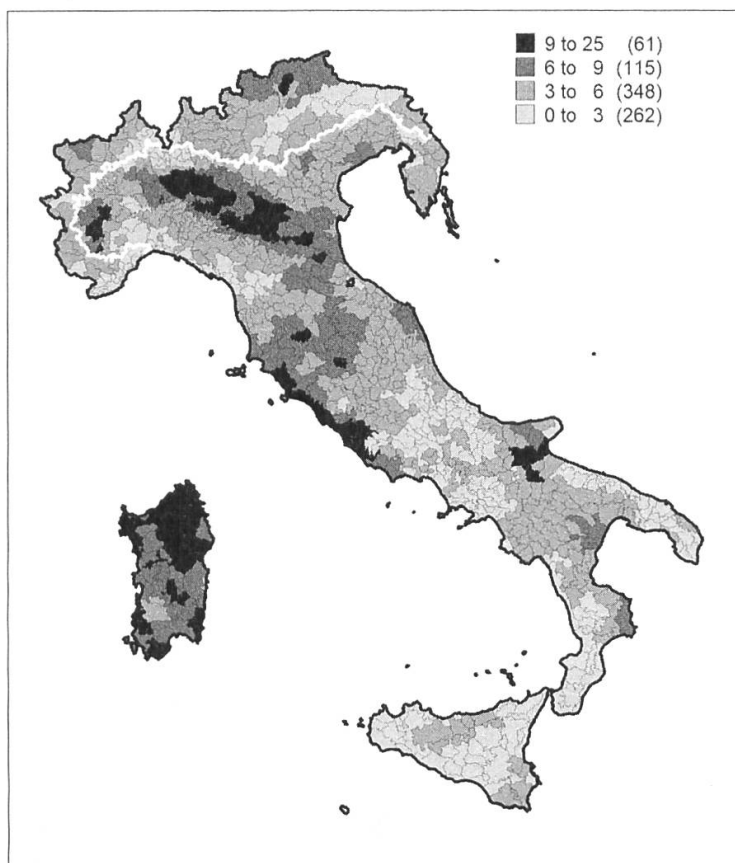 9 to 25 (61)
6 to 9 (115)
3 to 6 (348)
0 to 3 (262)